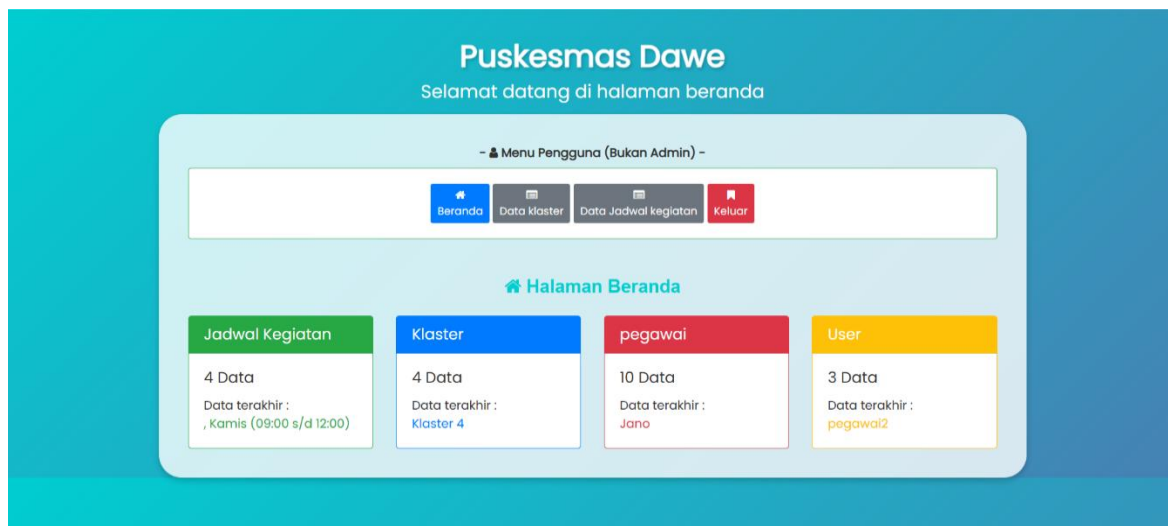 Puskesmas Dawe
Selamat datang di halaman beranda
- Menu Pengguna (Bukan Admin) -
Beranda
Data klaster
Data Jadwal kegiatan
Keluar
Halaman Beranda
Jadwal Kegiatan
4 Data
Data terakhir :
, Kamis (09:00 s/d 12:00)
Klaster
4 Data
Data terakhir :
Klaster 4
pegawai
10 Data
Data terakhir :
Jano
User
3 Data
Data terakhir :
pegawai2